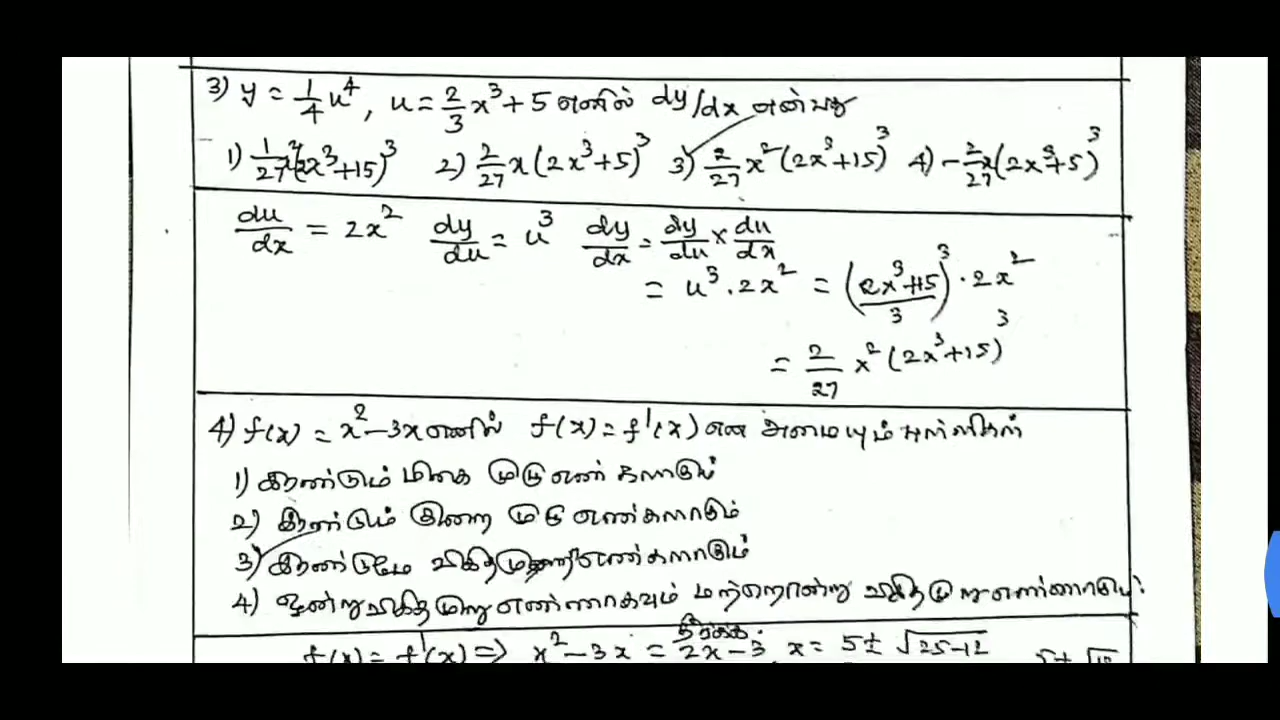 3) y = 1/4 u⁴, u = 2/3 x³ + 5 எனில் dy/dx என்பது
1) 1/27 x²(2x³+15)³ 2) 2/27 x(2x³+5)³ 3) 2/27 x²(2x³+15)³ 4) -2/27 x(2x³+5)³
du/dx = 2x² dy/du = u³ dy/dx = dy/du × du/dx
= u³ · 2x² = ((2x³+15)/3)³ · 2x²
= 2/27 x² (2x³+15)³
4) f(x) = x² - 3x எனில் f(x) = f'(x) என அமையும் புள்ளிகள்
1) இரண்டும் மிகை முழு எண்களாகும்
2) இரண்டும் குறை முழு எண்களாகும்
3) இரண்டுமே விகிதமுறா எண்களாகும்
4) ஒன்று விகிதமுறு எண்ணாகவும் மற்றொன்று விகிதமுறா எண்ணாகும்.
தீர்க்க
f(x) = f'(x) ⇒ x² - 3x = 2x - 3 x = 5 ± √25-12